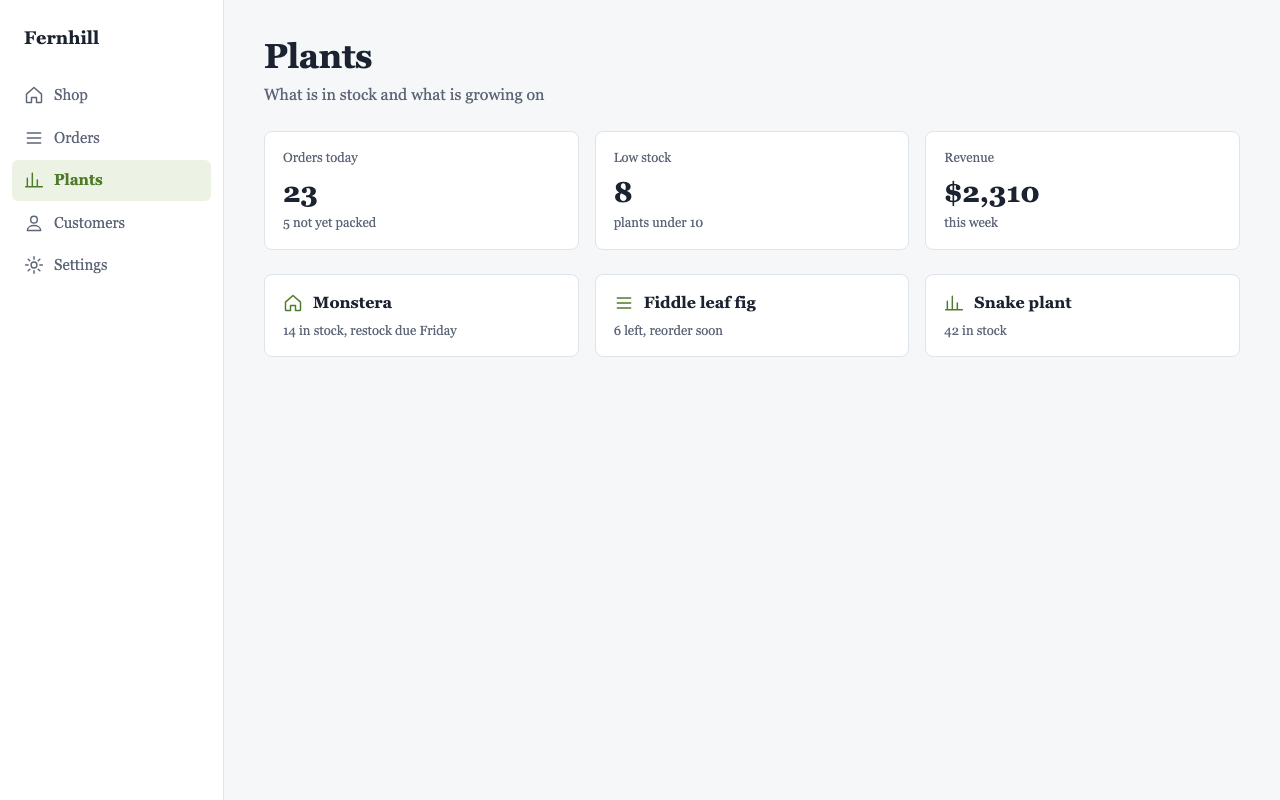 Fernhill
Shop
Orders
Plants
Customers
Settings
Plants
What is in stock and what is growing on
Orders today
23
5 not yet packed
Low stock
8
plants under 10
Revenue
$2,310
this week
Monstera
14 in stock, restock due Friday
Fiddle leaf fig
6 left, reorder soon
Snake plant
42 in stock